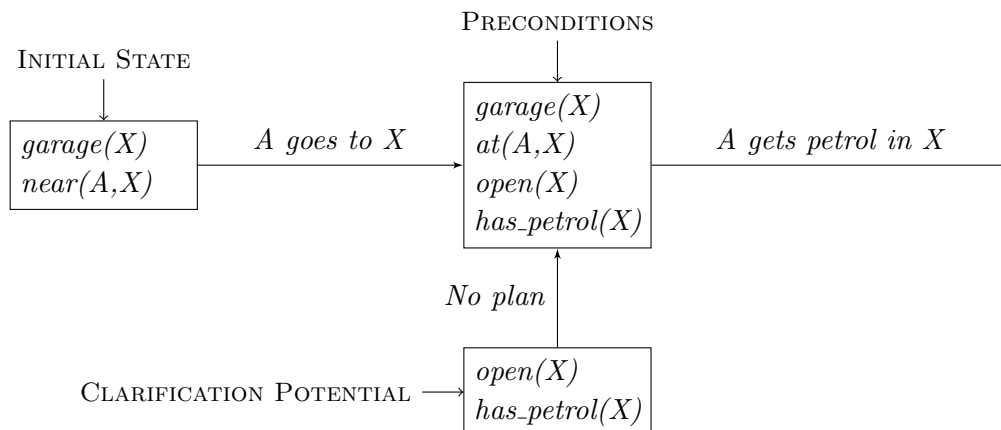 PRECONDITIONS
INITIAL STATE
garage(X)
near(A,X)
A goes to X
garage(X)
at(A,X)
open(X)
has_petrol(X)
A gets petrol in X
No plan
CLARIFICATION POTENTIAL
open(X)
has_petrol(X)